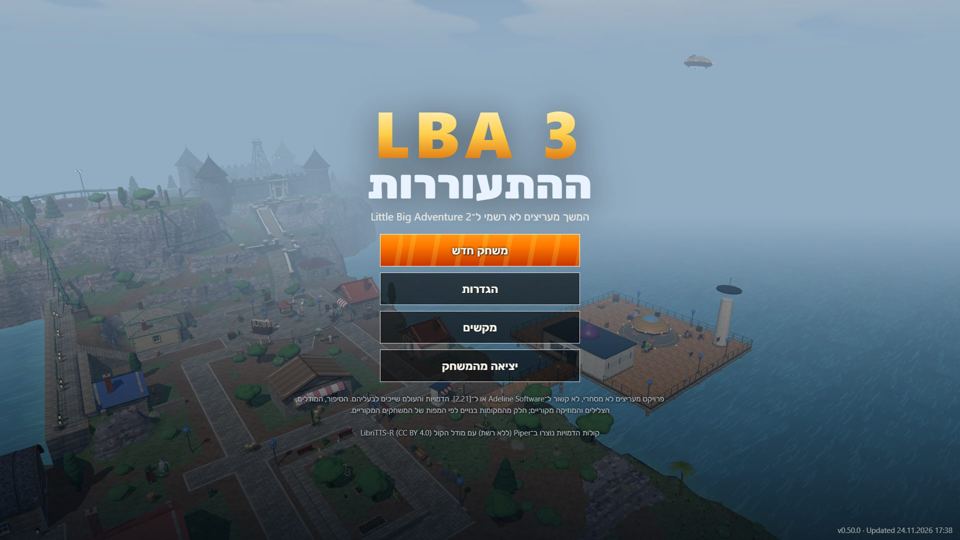 LBA 3
ההתעוררות
המשך מעריצים לא רשמי ל־Little Big Adventure 2
משחק חדש
הגדרות
מקשים
יציאה מהמשחק
פרויקט מעריצים לא מסחרי, לא קשור ל־Adeline Software או ל־[2.21]. הדמויות והעולם שייכים לבעליהם. הסיפור, המודלים,
הצלילים והמוזיקה מקוריים; חלק מהמקומות בנויים לפי המפות של המשחקים המקוריים.
קולות הדמויות נוצרו ב־Piper (ללא רשת) עם מודל הקול LibriTTS-R (CC BY 4.0)
v0.50.0 - Updated 24.11.2026 17:38